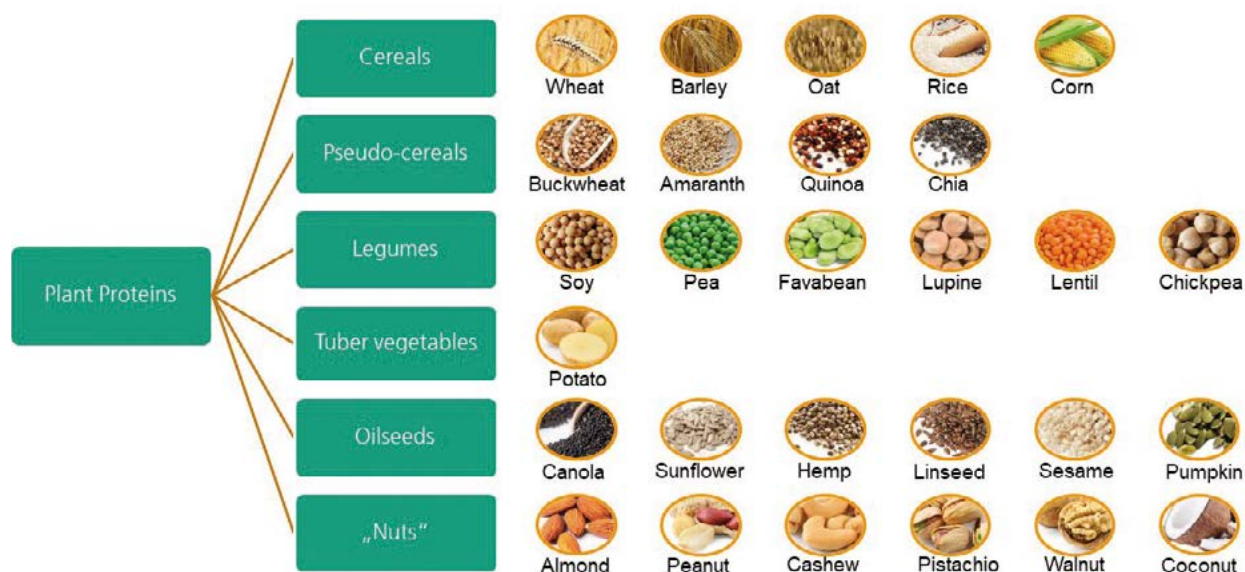 Cereals
Wheat Barley Oat Rice Corn
Pseudo-cereals
Buckwheat Amaranth Quinoa Chia
Plant Proteins
Legumes
Soy Pea Favabean Lupine Lentil Chickpea
Tuber vegetables
Potato
Oilseeds
Canola Sunflower Hemp Linseed Sesame Pumpkin
„Nuts“
Almond Peanut Cashew Pistachio Walnut Coconut